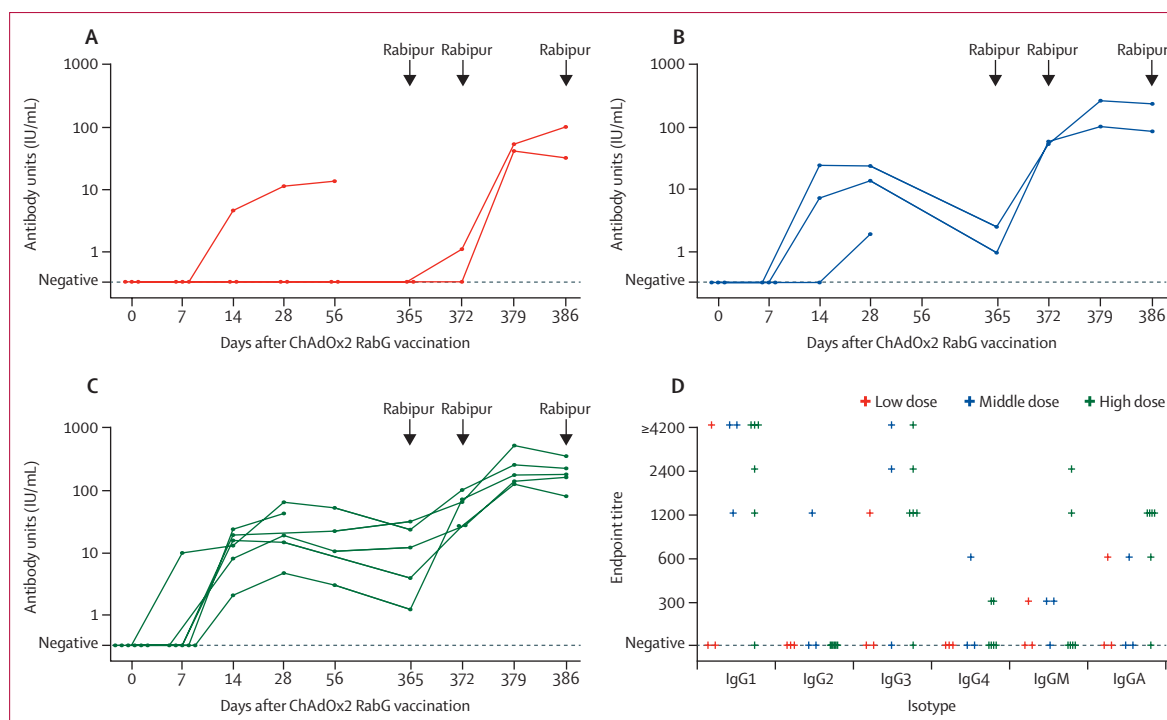 A
B
Rabipur Rabipur Rabipur
Rabipur Rabipur Rabipur
Antibody units (IU/mL)
1000
100
10
1
Negative
0 7 14 28 56 365 372 379 386
Days after ChAdOx2 RabG vaccination
Antibody units (IU/mL)
1000
100
10
1
Negative
0 7 14 28 56 365 372 379 386
Days after ChAdOx2 RabG vaccination
C
Rabipur Rabipur Rabipur
Antibody units (IU/mL)
1000
100
10
1
Negative
0 7 14 28 56 365 372 379 386
Days after ChAdOx2 RabG vaccination
D
Low dose Middle dose High dose
Endpoint titre
≥4200
2400
1200
600
300
Negative
IgG1 IgG2 IgG3 IgG4 IgGM IgGA
Isotype